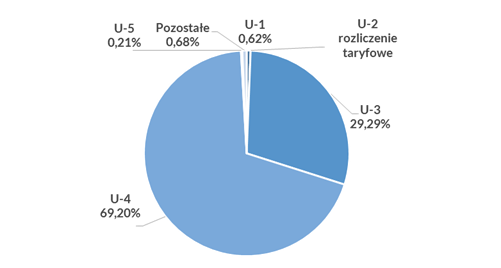 U-5
0,21%
Pozostałe
0,68%
U-1
0,62%
U-2
rozliczenie
taryfowe
U-3
29,29%
U-4
69,20%